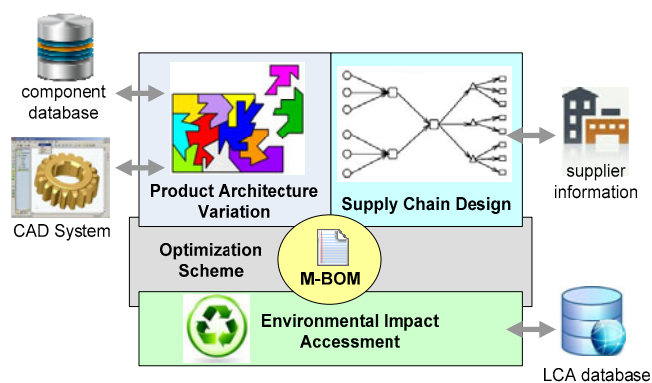 component
database
CAD System
Product Architecture
Variation
Supply Chain Design
supplier
information
Optimization
Scheme
M-BOM
Environmental Impact
Assessment
LCA database